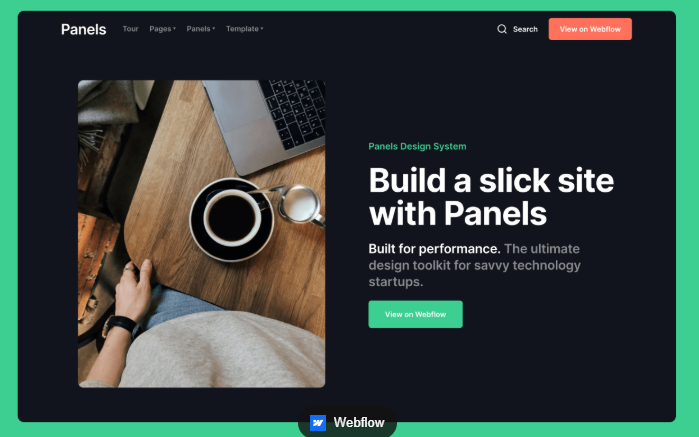 Panels Tour Pages Panels Template Search View on Webflow
Panels Design System
Build a slick site
with Panels
Built for performance. The ultimate
design toolkit for savvy technology
startups.
View on Webflow
Webflow